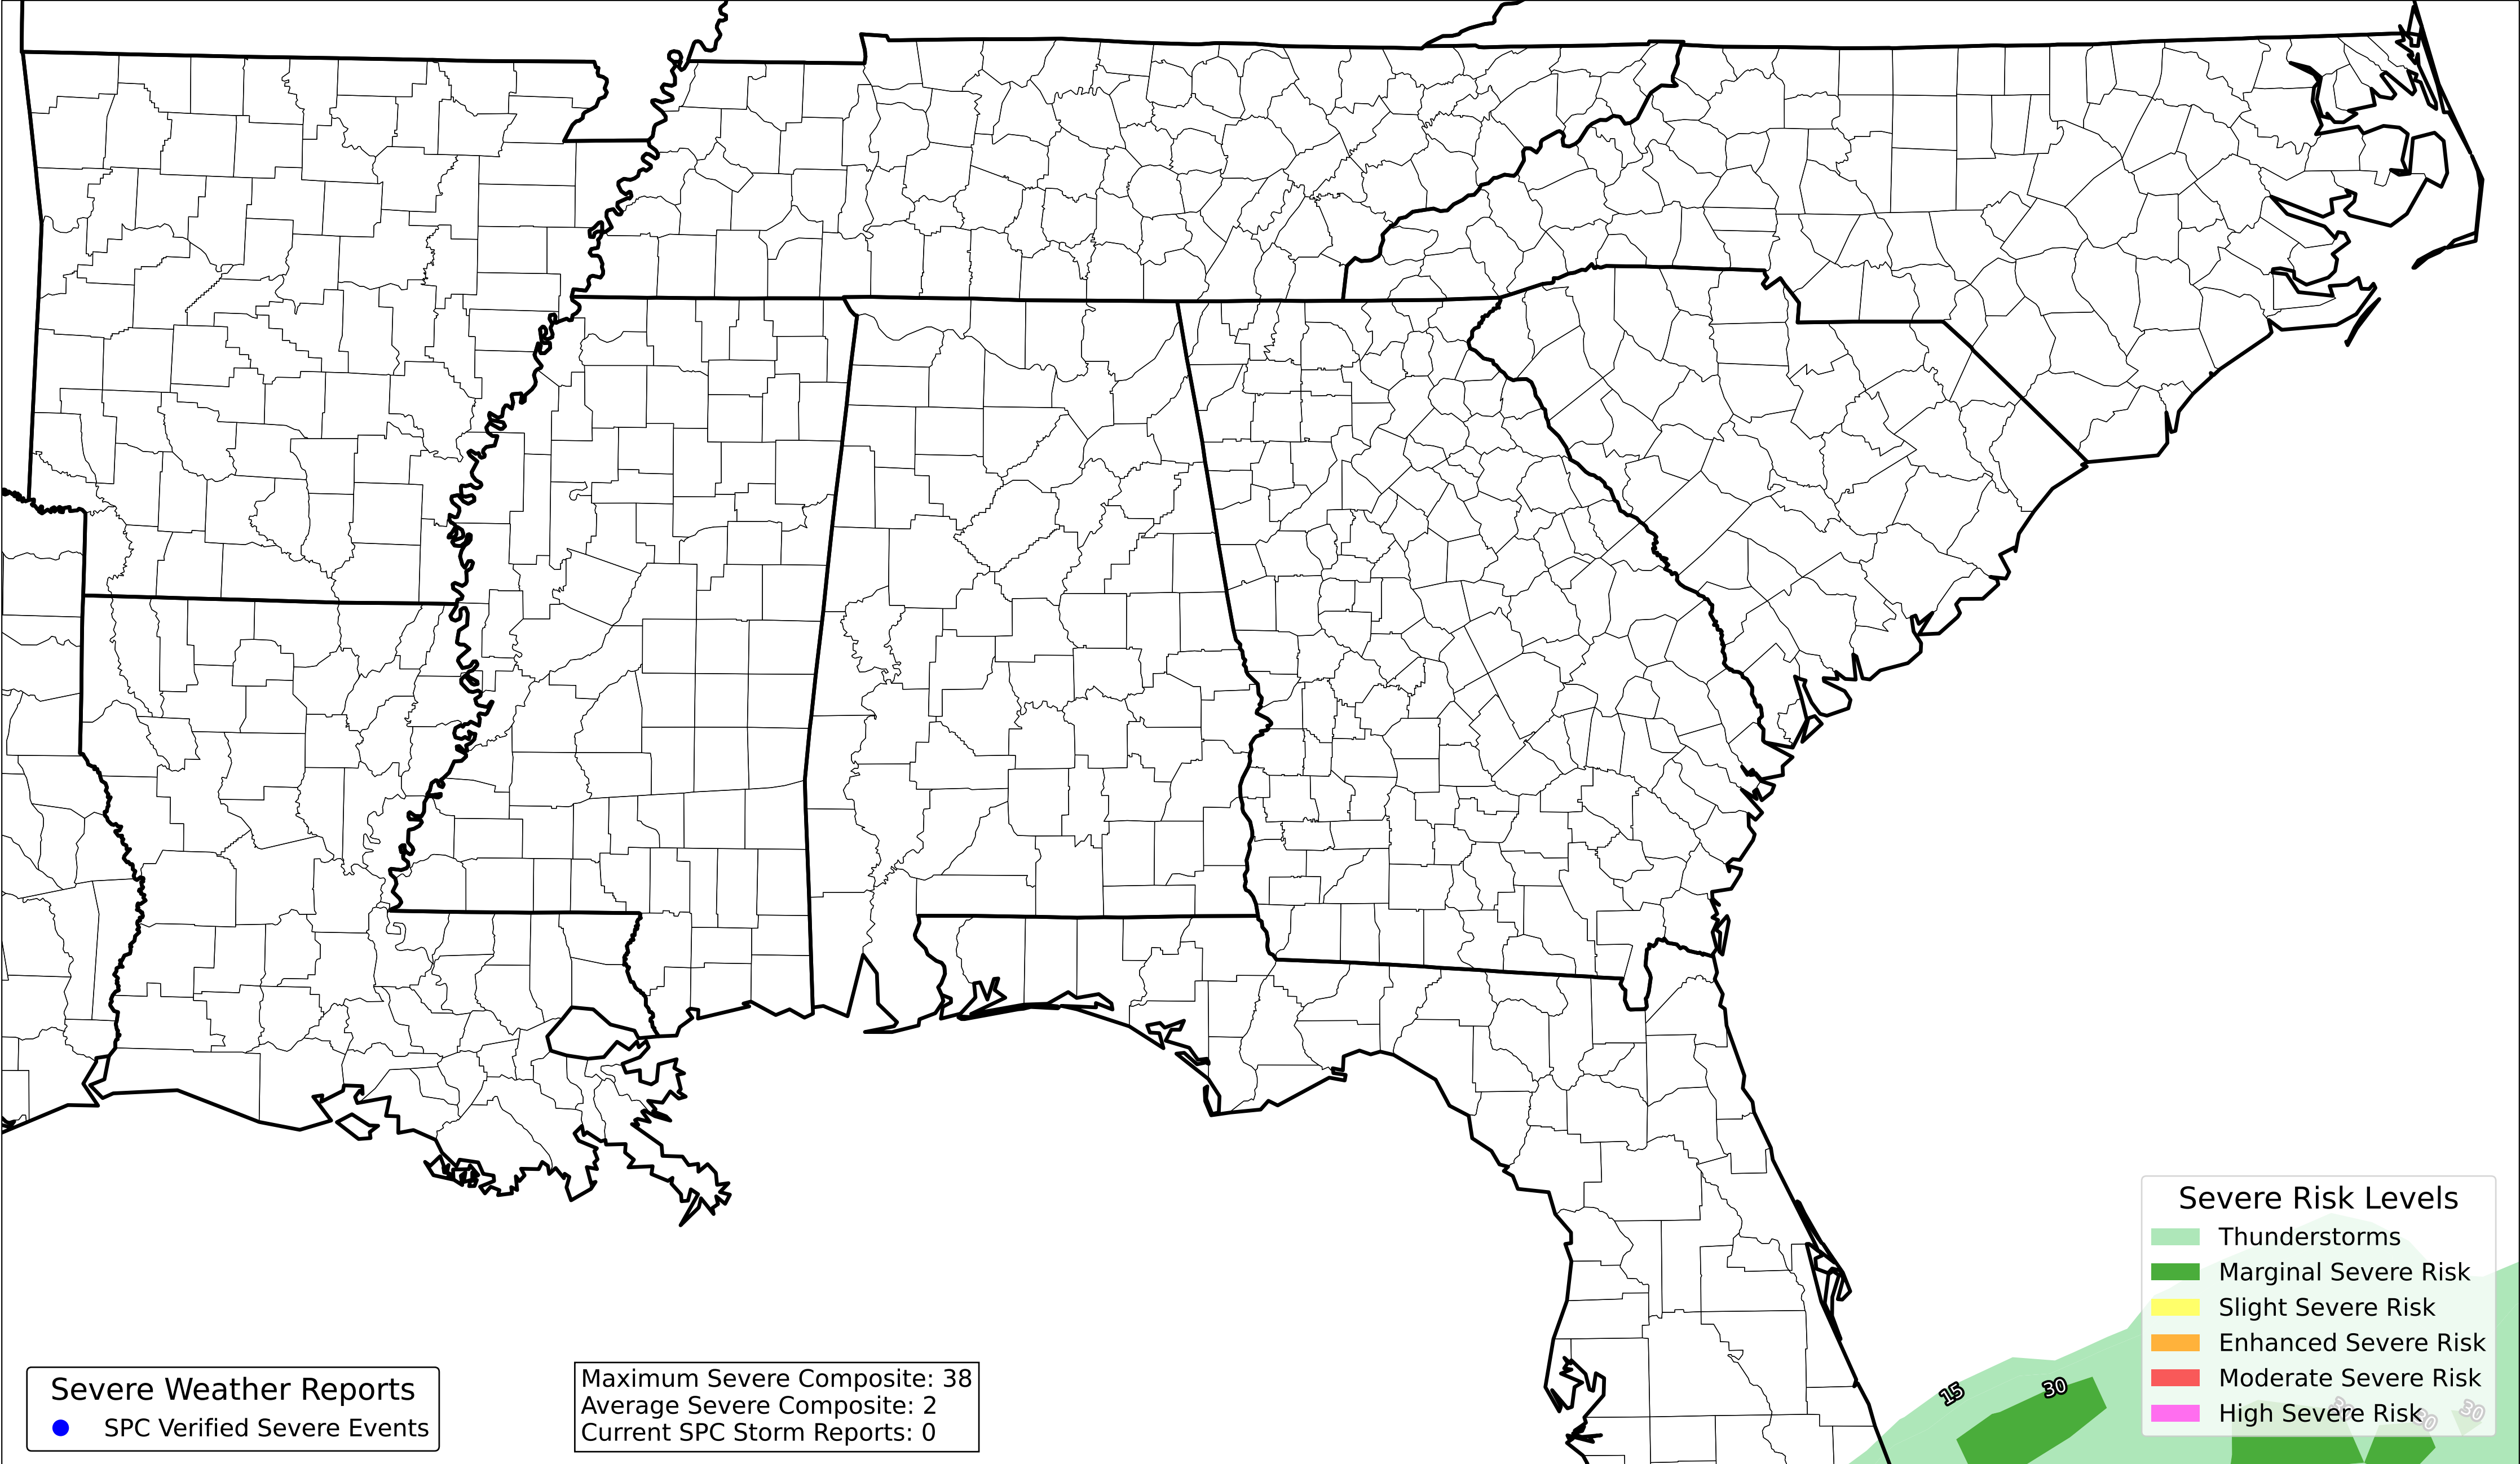 Severe Risk Levels
Thunderstorms
Marginal Severe Risk
Slight Severe Risk
Enhanced Severe Risk
Moderate Severe Risk
High Severe Risk
15
30
30
30
30
Severe Weather Reports
SPC Verified Severe Events
Maximum Severe Composite: 38
Average Severe Composite: 2
Current SPC Storm Reports: 0